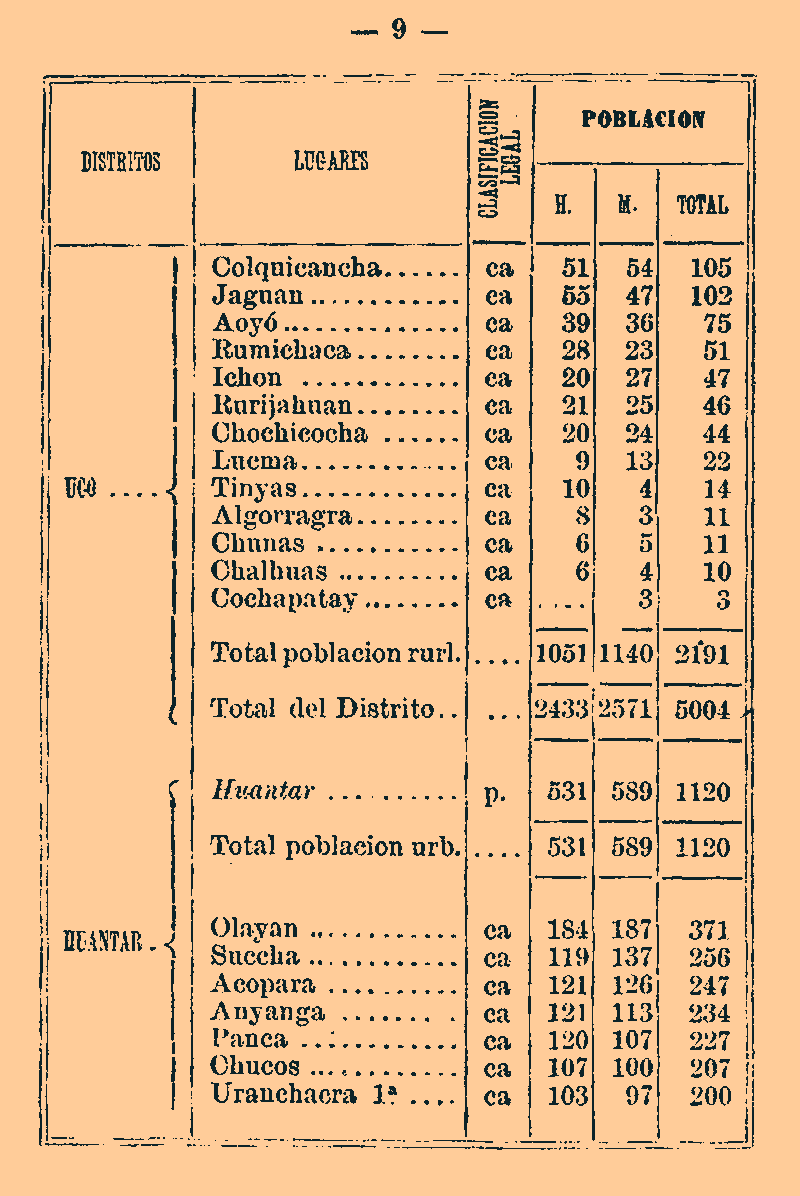 — 9 —
DISTRITOS LUGARES CLASIFICACION LEGAL POBLACION
H. M. TOTAL
Colquicancha...... ca 51 54 105
Jaguan............ ca 55 47 102
Aoyó.............. ca 39 36 75
Rumichaca........ ca 28 23 51
Ichon ............ ca 20 27 47
Rurijahuan........ ca 21 25 46
Chochicocha ...... ca 20 24 44
Lucma............ ca 9 13 22
UCO .... Tinyas............ ca 10 4 14
Algorragra........ ca 8 3 11
Chunas ........... ca 6 5 11
Chalhuas ......... ca 6 4 10
Cochapatay........ ca .... 3 3
Total poblacion rurl. .... 1051 1140 2191
Total del Distrito.. ... 2433 2571 5004
Huantar .......... p. 531 589 1120
Total poblacion urb. .... 531 589 1120
Olayan ........... ca 184 187 371
HUANTAR. Succha ........... ca 119 137 256
Acopara .......... ca 121 126 247
Anyanga ........ ca 121 113 234
Panca ............ ca 120 107 227
Chucos ........... ca 107 100 207
Uranchacra 1ª .... ca 103 97 200